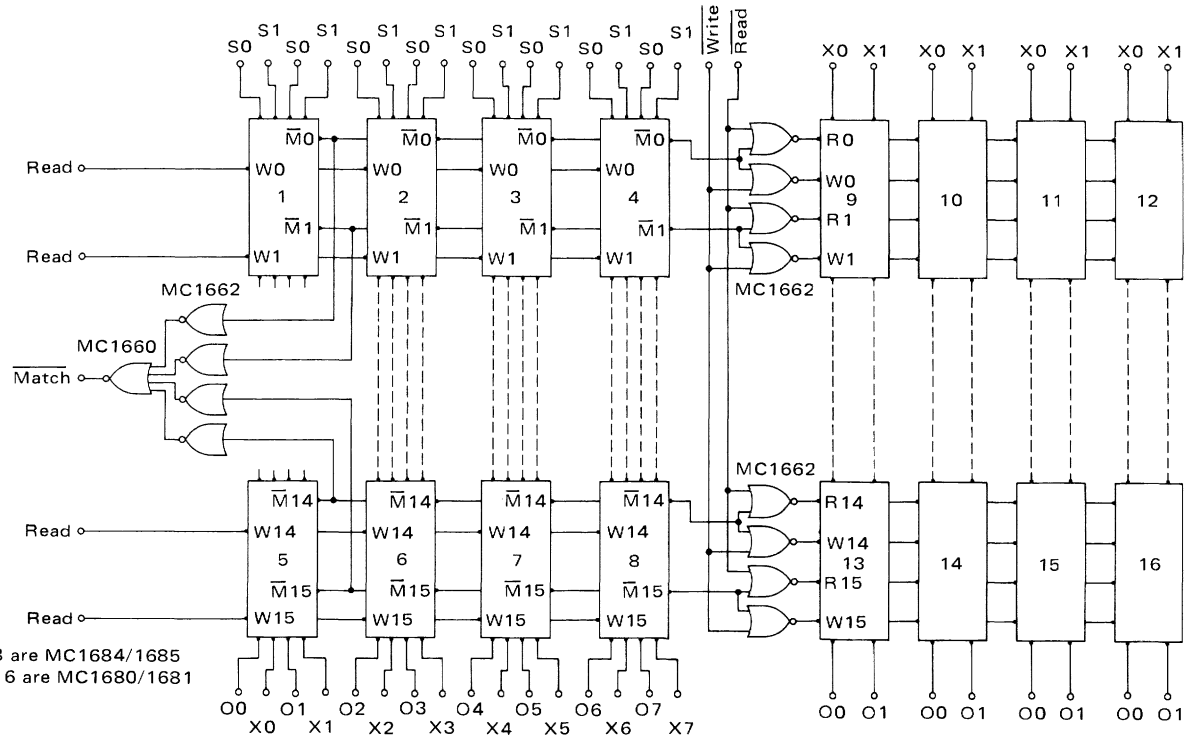 S0 S1 S0 S1 S0 S1 S0 S1 S0 S1 S0 S1 S0 S1 S0 S1 Write Read
X0 X1 X0 X1 X0 X1 X0 X1
Read M0 M0 M0 M0 R0
W0 W0 W0 W0 W0
1 2 3 4 9 10 11 12
M1 M1 M1 M1 R1
Read W1 W1 W1 W1 W1
MC1662 MC1662
MC1660
Match
MC1662
M14 M14 M14 M14 R14
Read W14 W14 W14 W14 W14
5 6 7 8 13 14 15 16
M15 M15 M15 M15 R15
Read W15 W15 W15 W15 W15
are MC1684/1685
6 are MC1680/1681
O0 X0 O1 X1 O2 X2 O3 X3 O4 X4 O5 X5 O6 X6 O7 X7
O0 O1 O0 O1 O0 O1 O0 O1